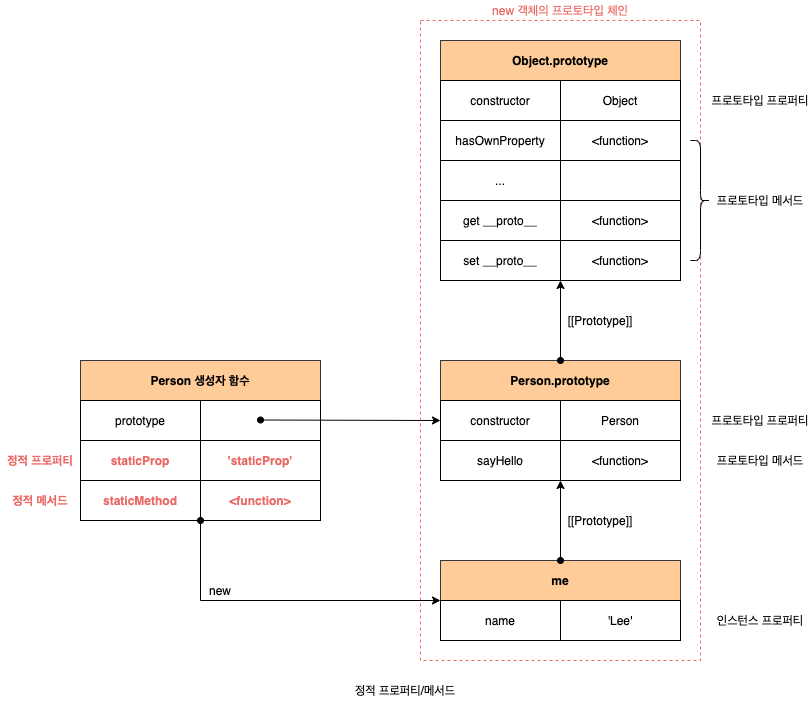 new 객체의 프로토타입 체인
Object.prototype
constructor Object 프로토타입 프로퍼티
hasOwnProperty <function>
...
프로토타입 메서드
get __proto__ <function>
set __proto__ <function>
[[Prototype]]
Person 생성자 함수
prototype
정적 프로퍼티 staticProp 'staticProp'
정적 메서드 staticMethod <function>
Person.prototype
constructor Person 프로토타입 프로퍼티
sayHello <function> 프로토타입 메서드
[[Prototype]]
new
me
name 'Lee' 인스턴스 프로퍼티
정적 프로퍼티/메서드